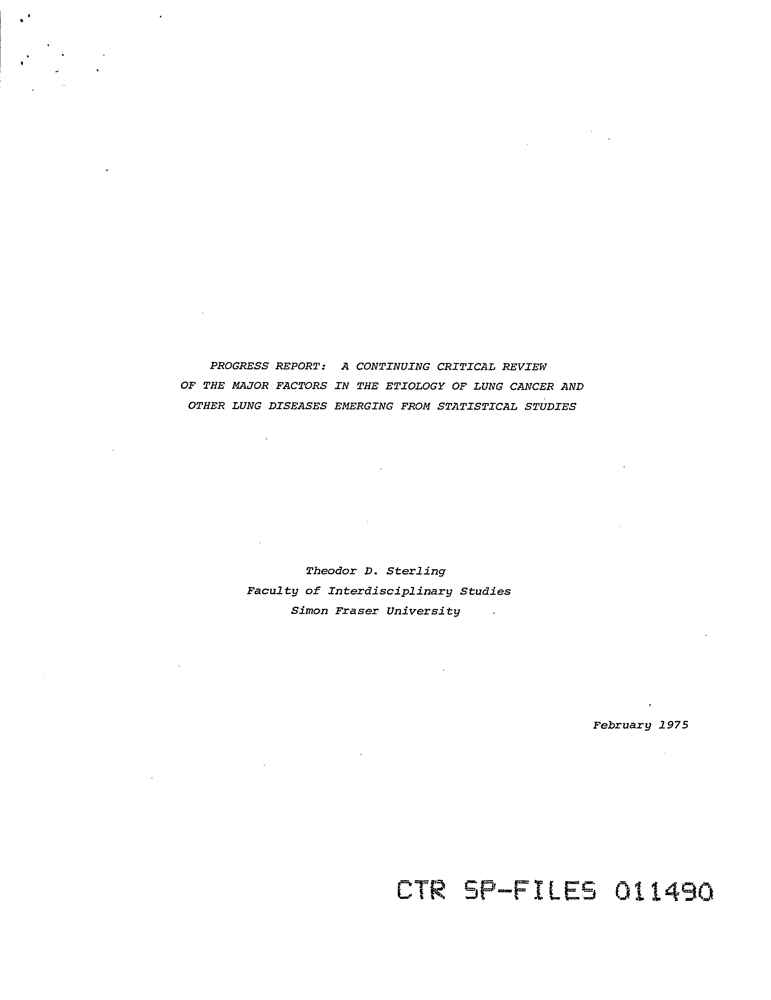 PROGRESS REPORT: A CONTINUING CRITICAL REVIEW
OF THE MAJOR FACTORS IN THE ETIOLOGY OF LUNG CANCER AND
OTHER LUNG DISEASES EMERGING FROM STATISTICAL STUDIES
Theodor D. Sterling
Faculty of Interdisciplinary Studies
Simon Fraser University
February 1975
CTR SP-FILES 011490